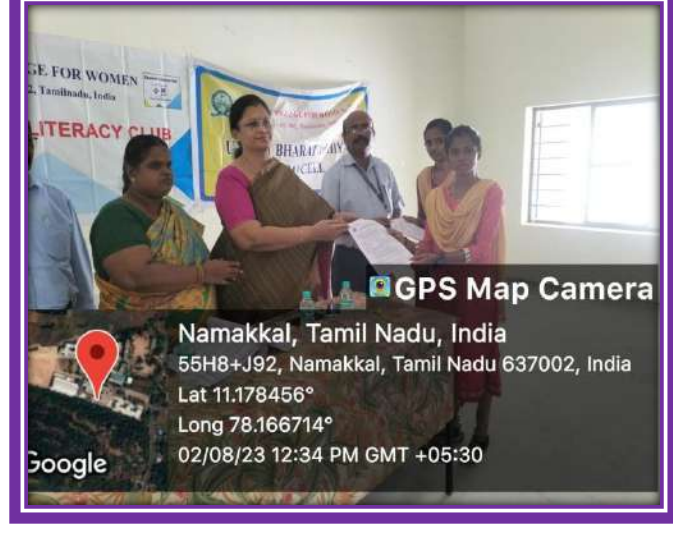 GE FOR WOMEN
2, Tamilnadu, India
LITERACY CLUB
BHARAT
GPS Map Camera
Namakkal, Tamil Nadu, India
55H8+J92, Namakkal, Tamil Nadu 637002, India
Lat 11.178456°
Long 78.166714°
02/08/23 12:34 PM GMT +05:30
Google